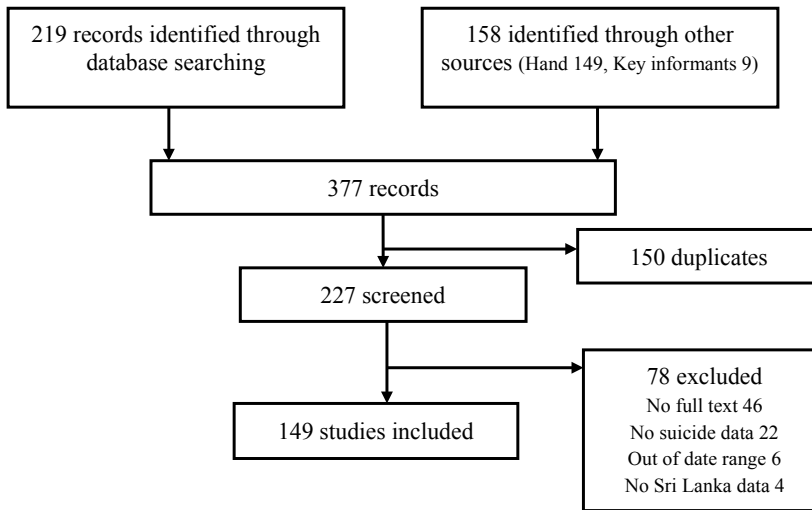 219 records identified through
database searching
158 identified through other
sources (Hand 149, Key informants 9)
377 records
150 duplicates
227 screened
78 excluded
No full text 46
No suicide data 22
Out of date range 6
No Sri Lanka data 4
149 studies included